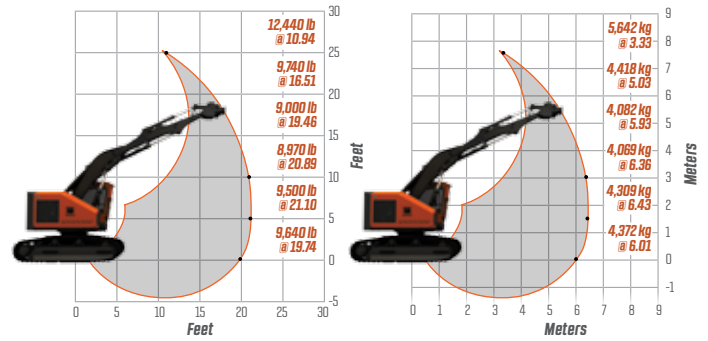 12,440 lb
@ 10.94
9,740 lb
@ 16.51
9,000 lb
@ 19.46
8,970 lb
@ 20.89
9,500 lb
@ 21.10
9,640 lb
@ 19.74
30
25
20
15
10
5
0
-5
Feet
0 5 10 15 20 25 30
Feet
5,642 kg
@ 3.33
4,418 kg
@ 5.03
4,082 kg
@ 5.93
4,069 kg
@ 6.36
4,309 kg
@ 6.43
4,372 kg
@ 6.01
9
8
7
6
5
4
3
2
1
0
-1
Meters
0 1 2 3 4 5 6 7 8 9
Meters